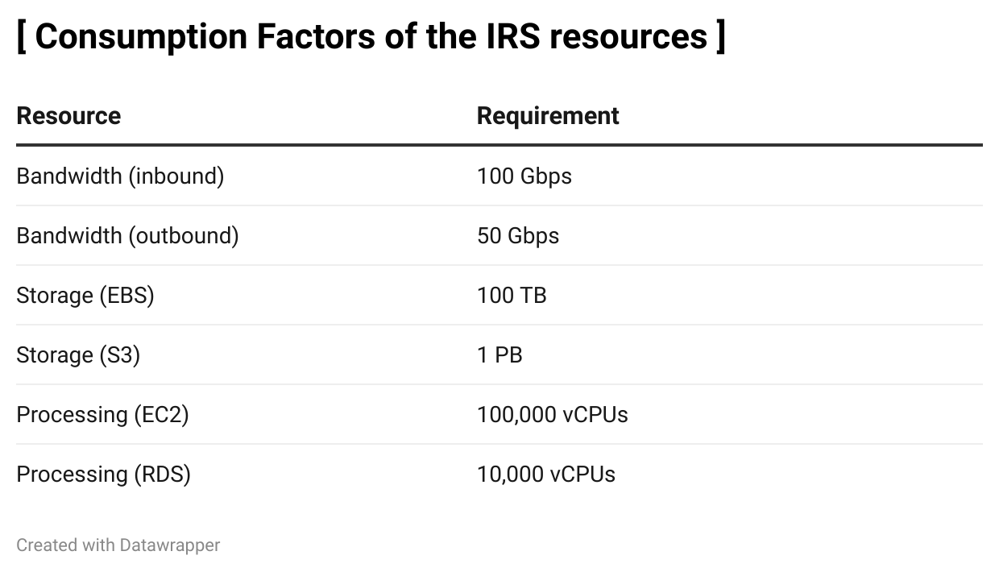 [ Consumption Factors of the IRS resources ]
Resource Requirement
Bandwidth (inbound) 100 Gbps
Bandwidth (outbound) 50 Gbps
Storage (EBS) 100 TB
Storage (S3) 1 PB
Processing (EC2) 100,000 vCPUs
Processing (RDS) 10,000 vCPUs
Created with Datawrapper